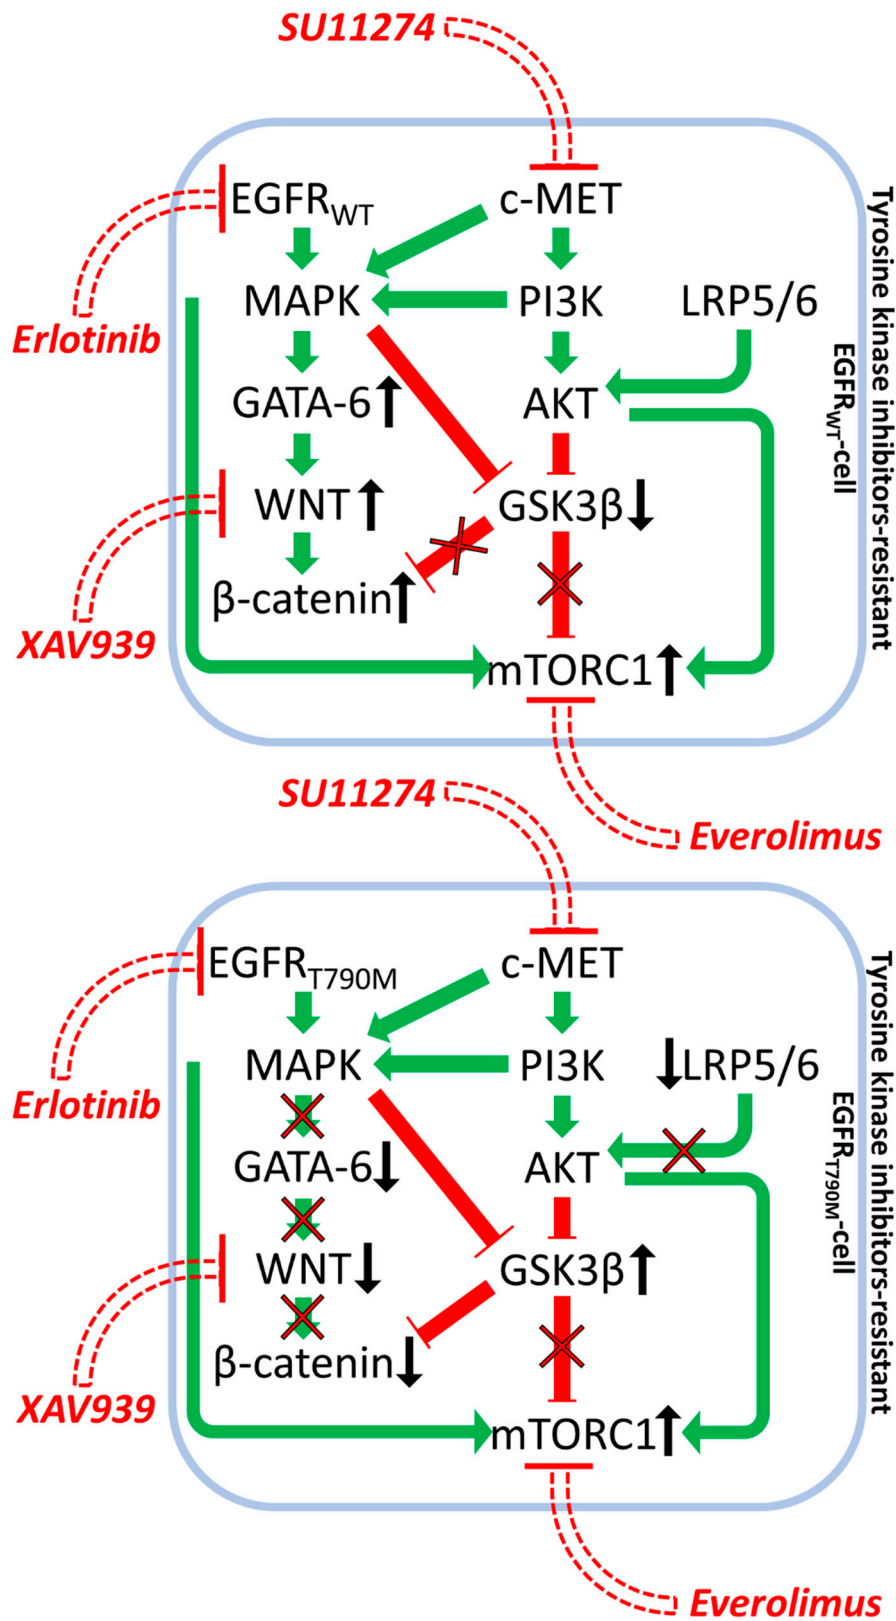 SU11274
EGFRWT
c-MET
Erlotinib
MAPK
PI3K
LRP5/6
GATA-6
AKT
WNT
GSK3β
XAV939
β-catenin
mTORC1
Everolimus
Tyrosine kinase inhibitors-resistant
EGFRWT-cell
SU11274
EGFRT790M
c-MET
Erlotinib
MAPK
PI3K
LRP5/6
GATA-6
AKT
WNT
GSK3β
XAV939
β-catenin
mTORC1
Everolimus
Tyrosine kinase inhibitors-resistant
EGFRT790M-cell